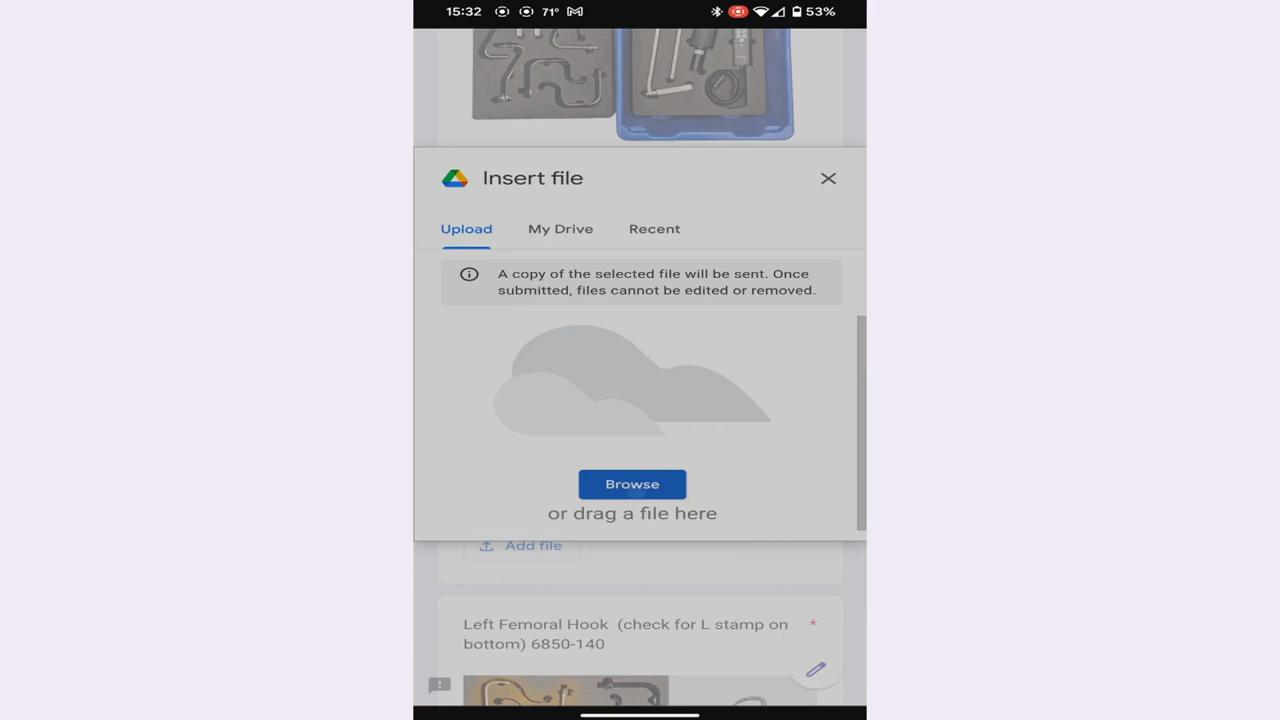 15:32 71° 53%
Insert file
Upload My Drive Recent
A copy of the selected file will be sent. Once
submitted, files cannot be edited or removed.
Browse
or drag a file here
Add file
Left Femoral Hook (check for L stamp on *
bottom) 6850-140